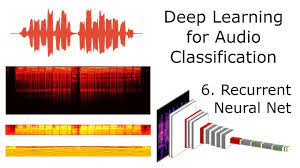 Deep Learning
for Audio
Classification
6. Recurrent
Neural Net